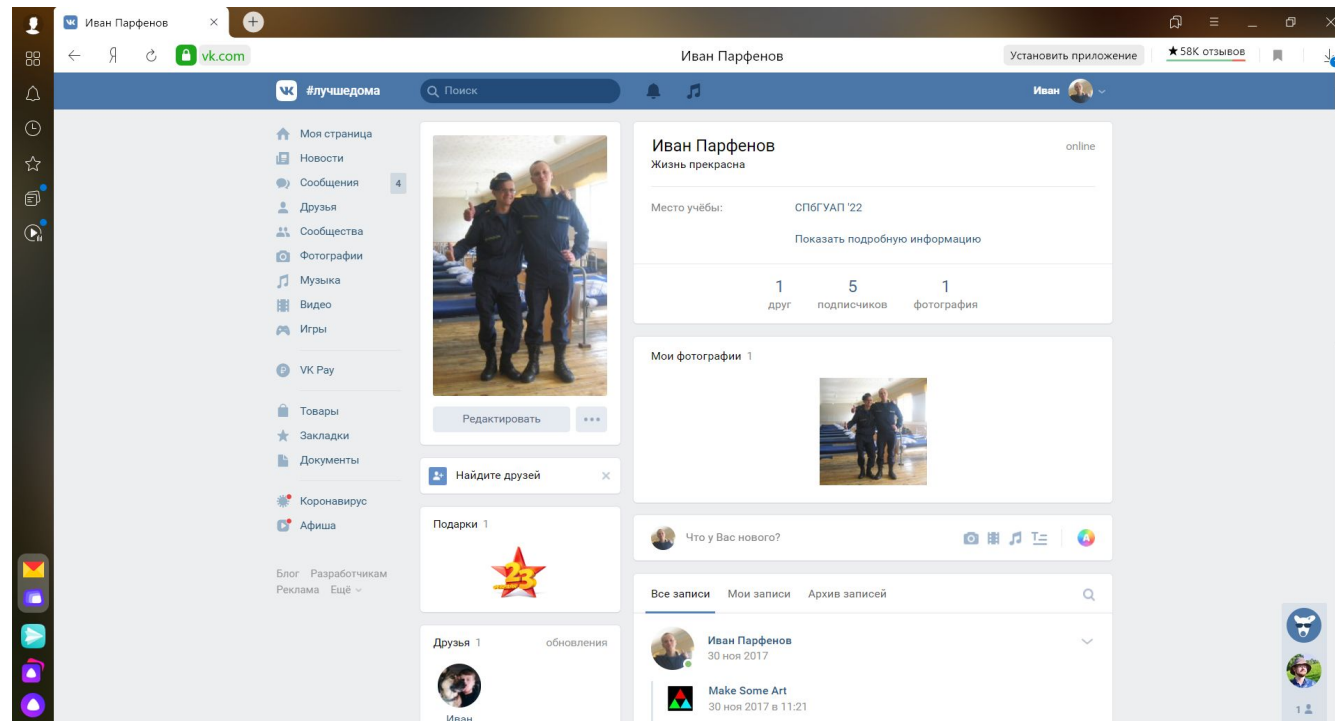 Иван Парфенов
vk.com
Иван Парфенов
Установить приложение
★58K отзывов
#лучшедома
Поиск
Иван
Моя страница
Новости
Сообщения 4
Друзья
Сообщества
Фотографии
Музыка
Видео
Игры
VK Pay
Товары
Закладки
Документы
Коронавирус
Афиша
Блог Разработчикам
Реклама Ещё
Редактировать
Найдите друзей
Подарки 1
23
Друзья 1 обновления
Иван
Иван Парфенов online
Жизнь прекрасна
Место учёбы: СПбГУАП '22
Показать подробную информацию
1 5 1
друг подписчиков фотография
Мои фотографии 1
Что у Вас нового?
Все записи Мои записи Архив записей
Иван Парфенов
30 ноя 2017
Make Some Art
30 ноя 2017 в 11:21
1